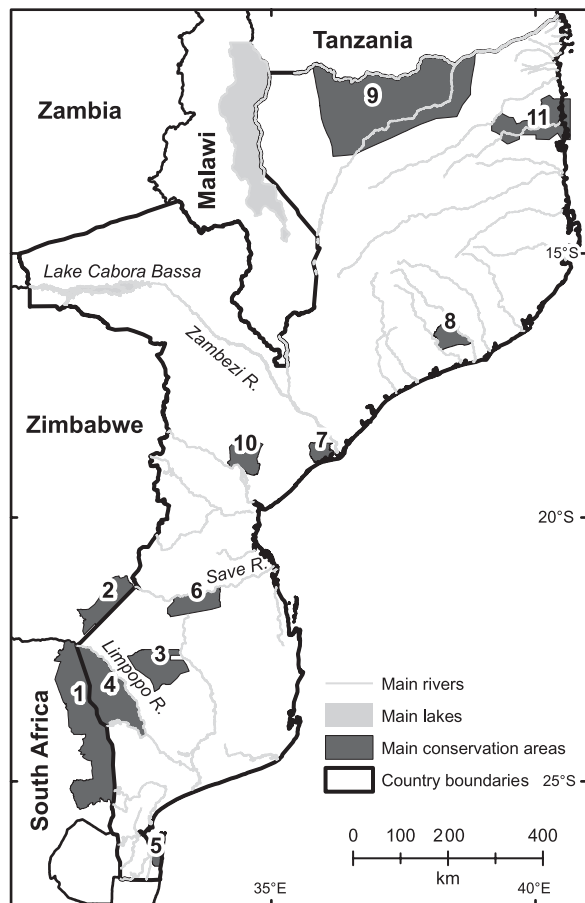 Tanzania
9
Zambia
11
Malawi
15°S
Lake Cabora Bassa
8
Zambezi R.
Zimbabwe
10
7
20°S
Save R.
2
6
Limpopo R.
3
4
1
South Africa
5
Main rivers
Main lakes
Main conservation areas
Country boundaries
25°S
0 100 200 400
km
35°E
40°E